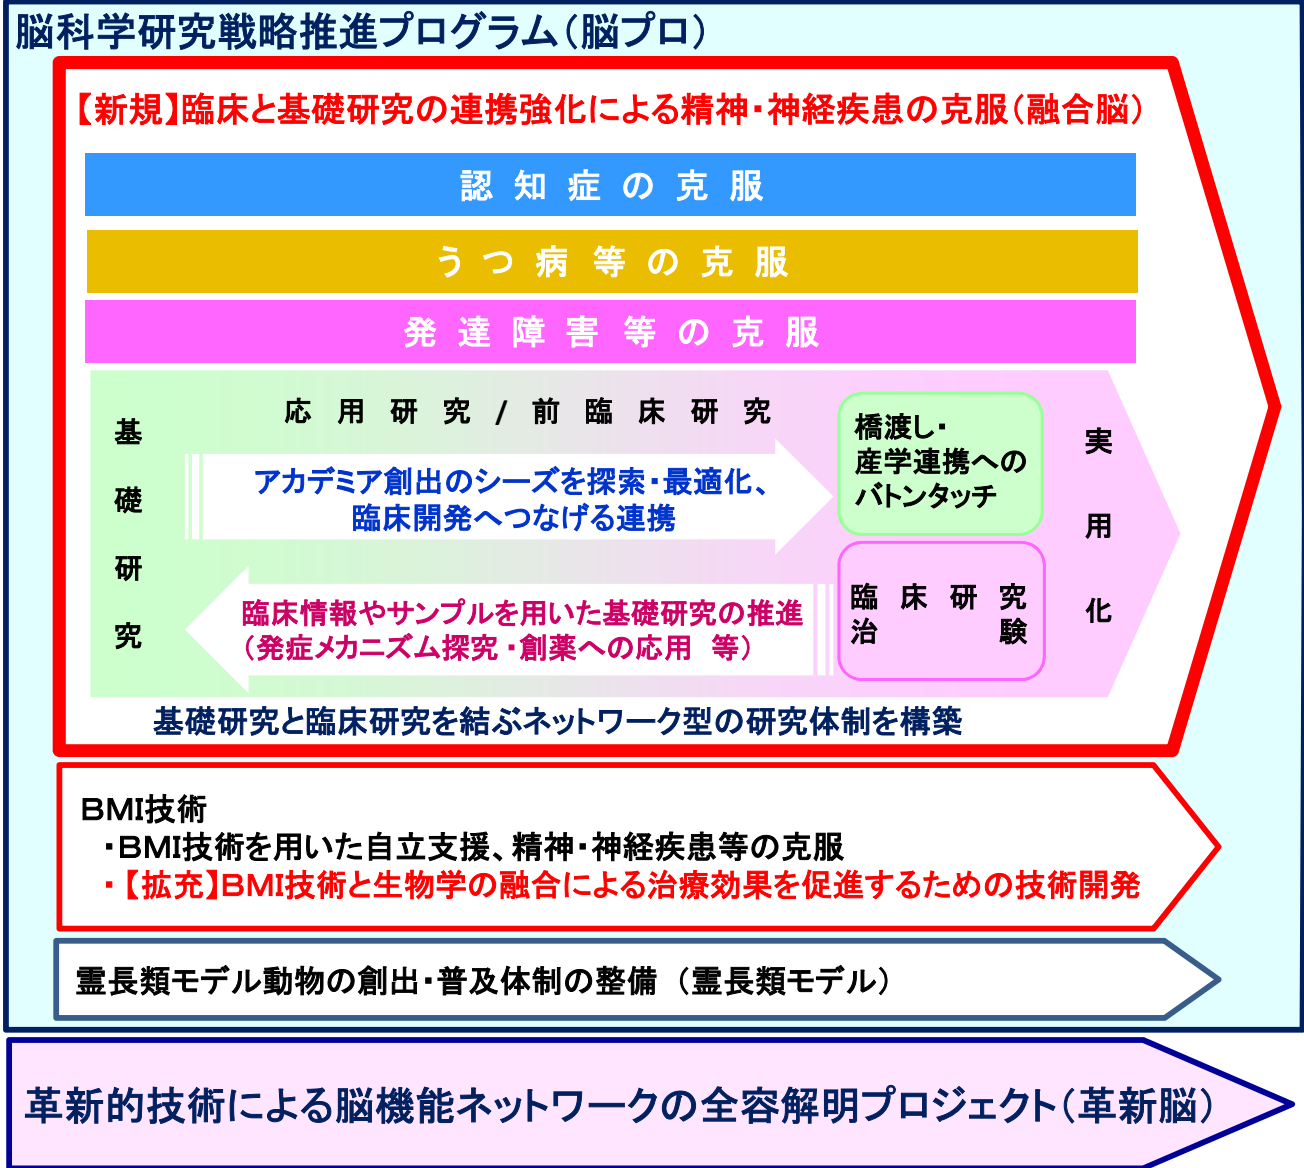 脳科学研究戦略推進プログラム（脳プロ）
【新規】臨床と基礎研究の連携強化による精神・神経疾患の克服（融合脳）
認知症の克服
うつ病等の克服
発達障害等の克服
基礎研究
応用研究/前臨床研究
アカデミア創出のシーズを探索・最適化、
臨床開発へつなげる連携
橋渡し・
産学連携への
バトンタッチ
実用化
臨床情報やサンプルを用いた基礎研究の推進
（発症メカニズム探究・創薬への応用 等）
臨床研究
治験
基礎研究と臨床研究を結ぶネットワーク型の研究体制を構築
BMI技術
・BMI技術を用いた自立支援、精神・神経疾患等の克服
・【拡充】BMI技術と生物学の融合による治療効果を促進するための技術開発
霊長類モデル動物の創出・普及体制の整備 （霊長類モデル）
革新的技術による脳機能ネットワークの全容解明プロジェクト（革新脳）